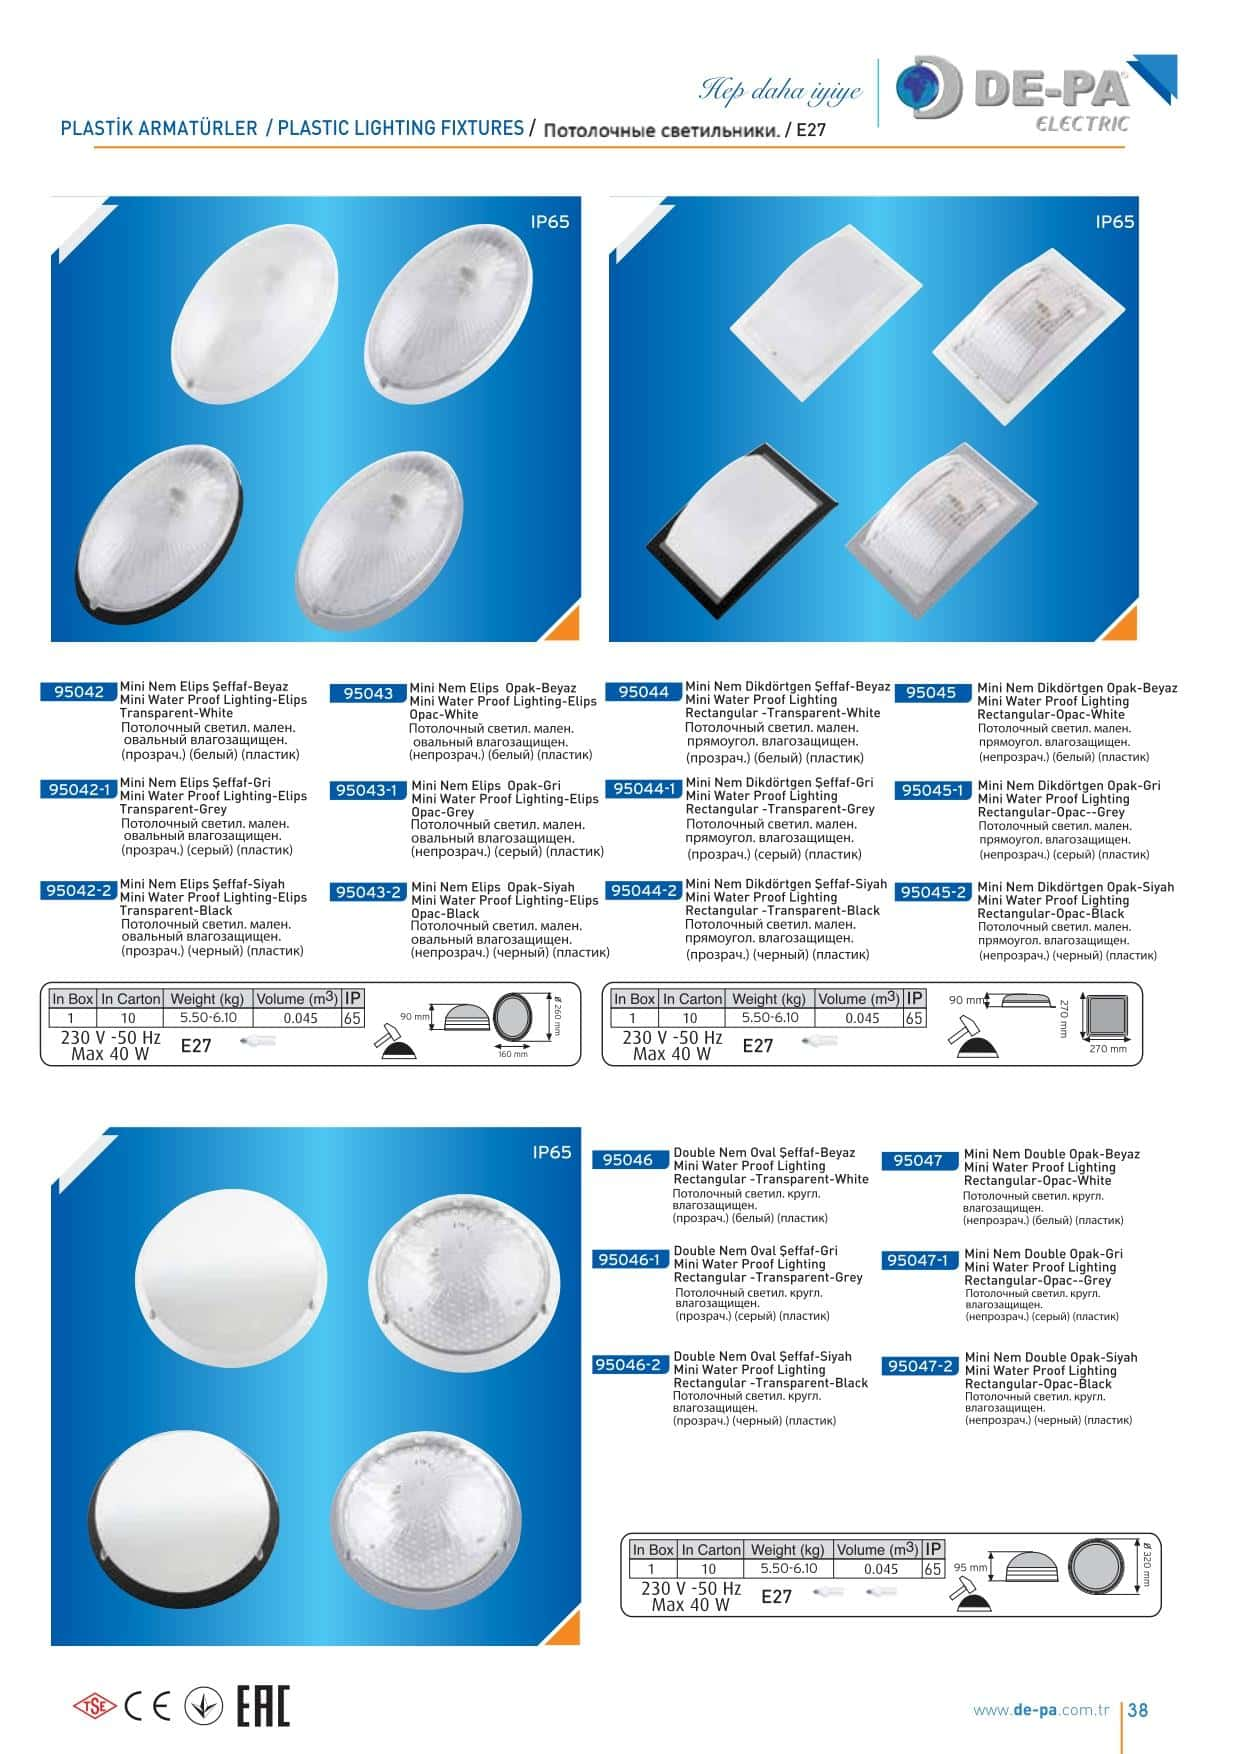 Hep daha iyiye
DE-PA
ELECTRIC
PLASTİK ARMATÜRLER / PLASTIC LIGHTING FIXTURES / Потолочные светильники. / E27
IP65
IP65
95042
Mini Nem Elips Şeffaf-Beyaz
Mini Water Proof Lighting-Elips
Transparent-White
Потолочный светил. мален.
овальный влагозащищен.
(прозрач.) (белый) (пластик)
95043
Mini Nem Elips Opak-Beyaz
Mini Water Proof Lighting-Elips
Opac-White
Потолочный светил. мален.
овальный влагозащищен.
(непрозрач.) (белый) (пластик)
95044
Mini Nem Dikdörtgen Şeffaf-Beyaz
Mini Water Proof Lighting
Rectangular -Transparent-White
Потолочный светил. мален.
прямоугол. влагозащищен.
(прозрач.) (белый) (пластик)
95045
Mini Nem Dikdörtgen Opak-Beyaz
Mini Water Proof Lighting
Rectangular-Opac-White
Потолочный светил. мален.
прямоугол. влагозащищен.
(непрозрач.) (белый) (пластик)
95042-1
Mini Nem Elips Şeffaf-Gri
Mini Water Proof Lighting-Elips
Transparent-Grey
Потолочный светил. мален.
овальный влагозащищен.
(прозрач.) (серый) (пластик)
95043-1
Mini Nem Elips Opak-Gri
Mini Water Proof Lighting-Elips
Opac-Grey
Потолочный светил. мален.
овальный влагозащищен.
(непрозрач.) (серый) (пластик)
95044-1
Mini Nem Dikdörtgen Şeffaf-Gri
Mini Water Proof Lighting
Rectangular -Transparent-Grey
Потолочный светил. мален.
прямоугол. влагозащищен.
(прозрач.) (серый) (пластик)
95045-1
Mini Nem Dikdörtgen Opak-Gri
Mini Water Proof Lighting
Rectangular-Opac--Grey
Потолочный светил. мален.
прямоугол. влагозащищен.
(непрозрач.) (серый) (пластик)
95042-2
Mini Nem Elips Şeffaf-Siyah
Mini Water Proof Lighting-Elips
Transparent-Black
Потолочный светил. мален.
овальный влагозащищен.
(прозрач.) (черный) (пластик)
95043-2
Mini Nem Elips Opak-Siyah
Mini Water Proof Lighting-Elips
Opac-Black
Потолочный светил. мален.
овальный влагозащищен.
(непрозрач.) (черный) (пластик)
95044-2
Mini Nem Dikdörtgen Şeffaf-Siyah
Mini Water Proof Lighting
Rectangular -Transparent-Black
Потолочный светил. мален.
прямоугол. влагозащищен.
(прозрач.) (черный) (пластик)
95045-2
Mini Nem Dikdörtgen Opak-Siyah
Mini Water Proof Lighting
Rectangular-Opac-Black
Потолочный светил. мален.
прямоугол. влагозащищен.
(непрозрач.) (черный) (пластик)
In Box In Carton Weight (kg) Volume (m3) IP
1 10 5.50-6.10 0.045 65
230 V -50 Hz
Max 40 W
E27
90 mm
Ø 260 mm
160 mm
In Box In Carton Weight (kg) Volume (m3) IP
1 10 5.50-6.10 0.045 65
230 V -50 Hz
Max 40 W
E27
90 mm
270 mm
270 mm
IP65
95046
Double Nem Oval Şeffaf-Beyaz
Mini Water Proof Lighting
Rectangular -Transparent-White
Потолочный светил. кругл.
влагозащищен.
(прозрач.) (белый) (пластик)
95047
Mini Nem Double Opak-Beyaz
Mini Water Proof Lighting
Rectangular-Opac-White
Потолочный светил. кругл.
влагозащищен.
(непрозрач.) (белый) (пластик)
95046-1
Double Nem Oval Şeffaf-Gri
Mini Water Proof Lighting
Rectangular -Transparent-Grey
Потолочный светил. кругл.
влагозащищен.
(прозрач.) (серый) (пластик)
95047-1
Mini Nem Double Opak-Gri
Mini Water Proof Lighting
Rectangular-Opac--Grey
Потолочный светил. кругл.
влагозащищен.
(непрозрач.) (серый) (пластик)
95046-2
Double Nem Oval Şeffaf-Siyah
Mini Water Proof Lighting
Rectangular -Transparent-Black
Потолочный светил. кругл.
влагозащищен.
(прозрач.) (черный) (пластик)
95047-2
Mini Nem Double Opak-Siyah
Mini Water Proof Lighting
Rectangular-Opac-Black
Потолочный светил. кругл.
влагозащищен.
(непрозрач.) (черный) (пластик)
In Box In Carton Weight (kg) Volume (m3) IP
1 10 5.50-6.10 0.045 65
230 V -50 Hz
Max 40 W
E27
95 mm
Ø 320 mm
TSE CE EAC
www.de-pa.com.tr 38